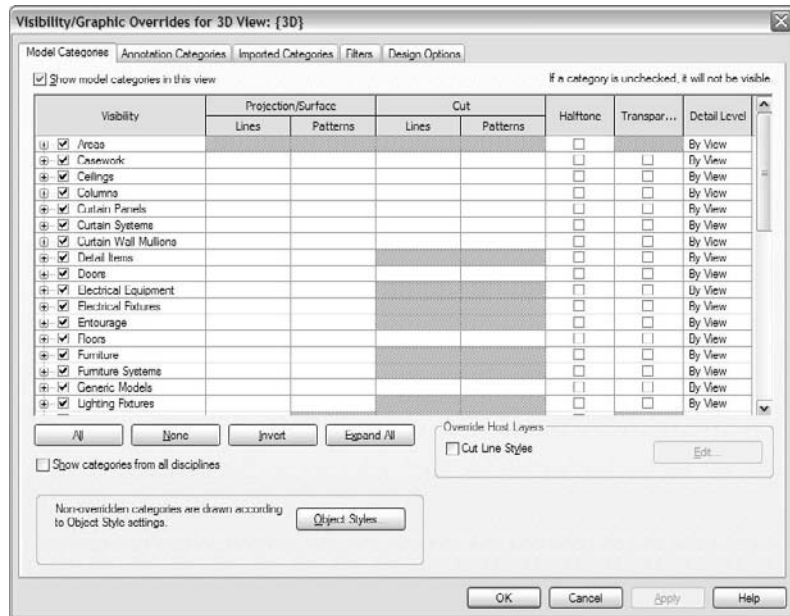 Visibility/Graphic Overrides for 3D View: {3D}
Model Categories Annotation Categories Imported Categories Filters Design Options
Show model categories in this view
If a category is unchecked, it will not be visible.
Visibility Projection/Surface Cut Halftone Transpar... Detail Level
Lines Patterns Lines Patterns
Areas By View
Casework By View
Ceilings By View
Columns By View
Curtain Panels By View
Curtain Systems By View
Curtain Wall Mullions By View
Detail Items By View
Doors By View
Electrical Equipment By View
Electrical Fixtures By View
Entourage By View
Floors By View
Furniture By View
Furniture Systems By View
Generic Models By View
Lighting Fixtures By View
All None Invert Expand All
Override Host Layers
Cut Line Styles
Edit...
Show categories from all disciplines
Non-overridden categories are drawn according
to Object Style settings.
Object Styles...
OK Cancel Apply Help